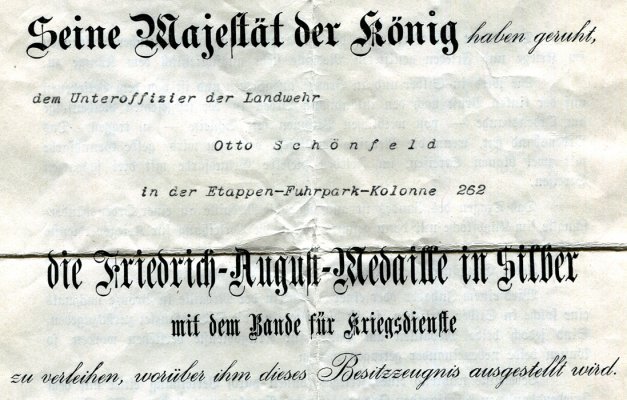 Seine Majestät der König haben geruht,
dem Unteroffizier der Landwehr
Otto Schönfeld
in der Etappen-Fuhrpark-Kolonne 262
die Friedrich-August-Medaille in Silber
mit dem Bande für Kriegsdienste
zu verleihen, worüber ihm dieses Besitzzeugnis ausgestellt wird.